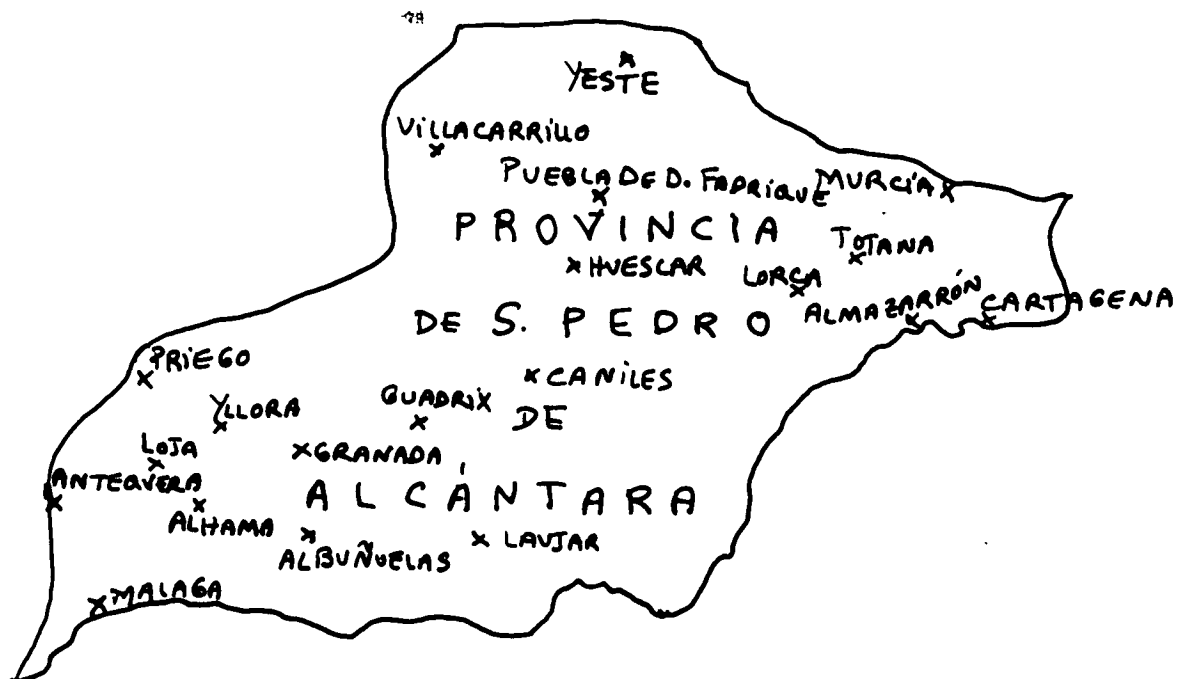 YESTE
VILLACARRILLO
PUEBLA DE D. FADRIQUE
MURCIA
PROVINCIA
TOTANA
HUESCAR
LORCA
DE S. PEDRO
ALMAZARRÓN
CARTAGENA
PRIEGO
CANILES
YLLORA
GUADRIX
DE
LOJA
GRANADA
ANTEQUERA
ALCÁNTARA
ALHAMA
ALBUÑUELAS
LAUJAR
MALAGA